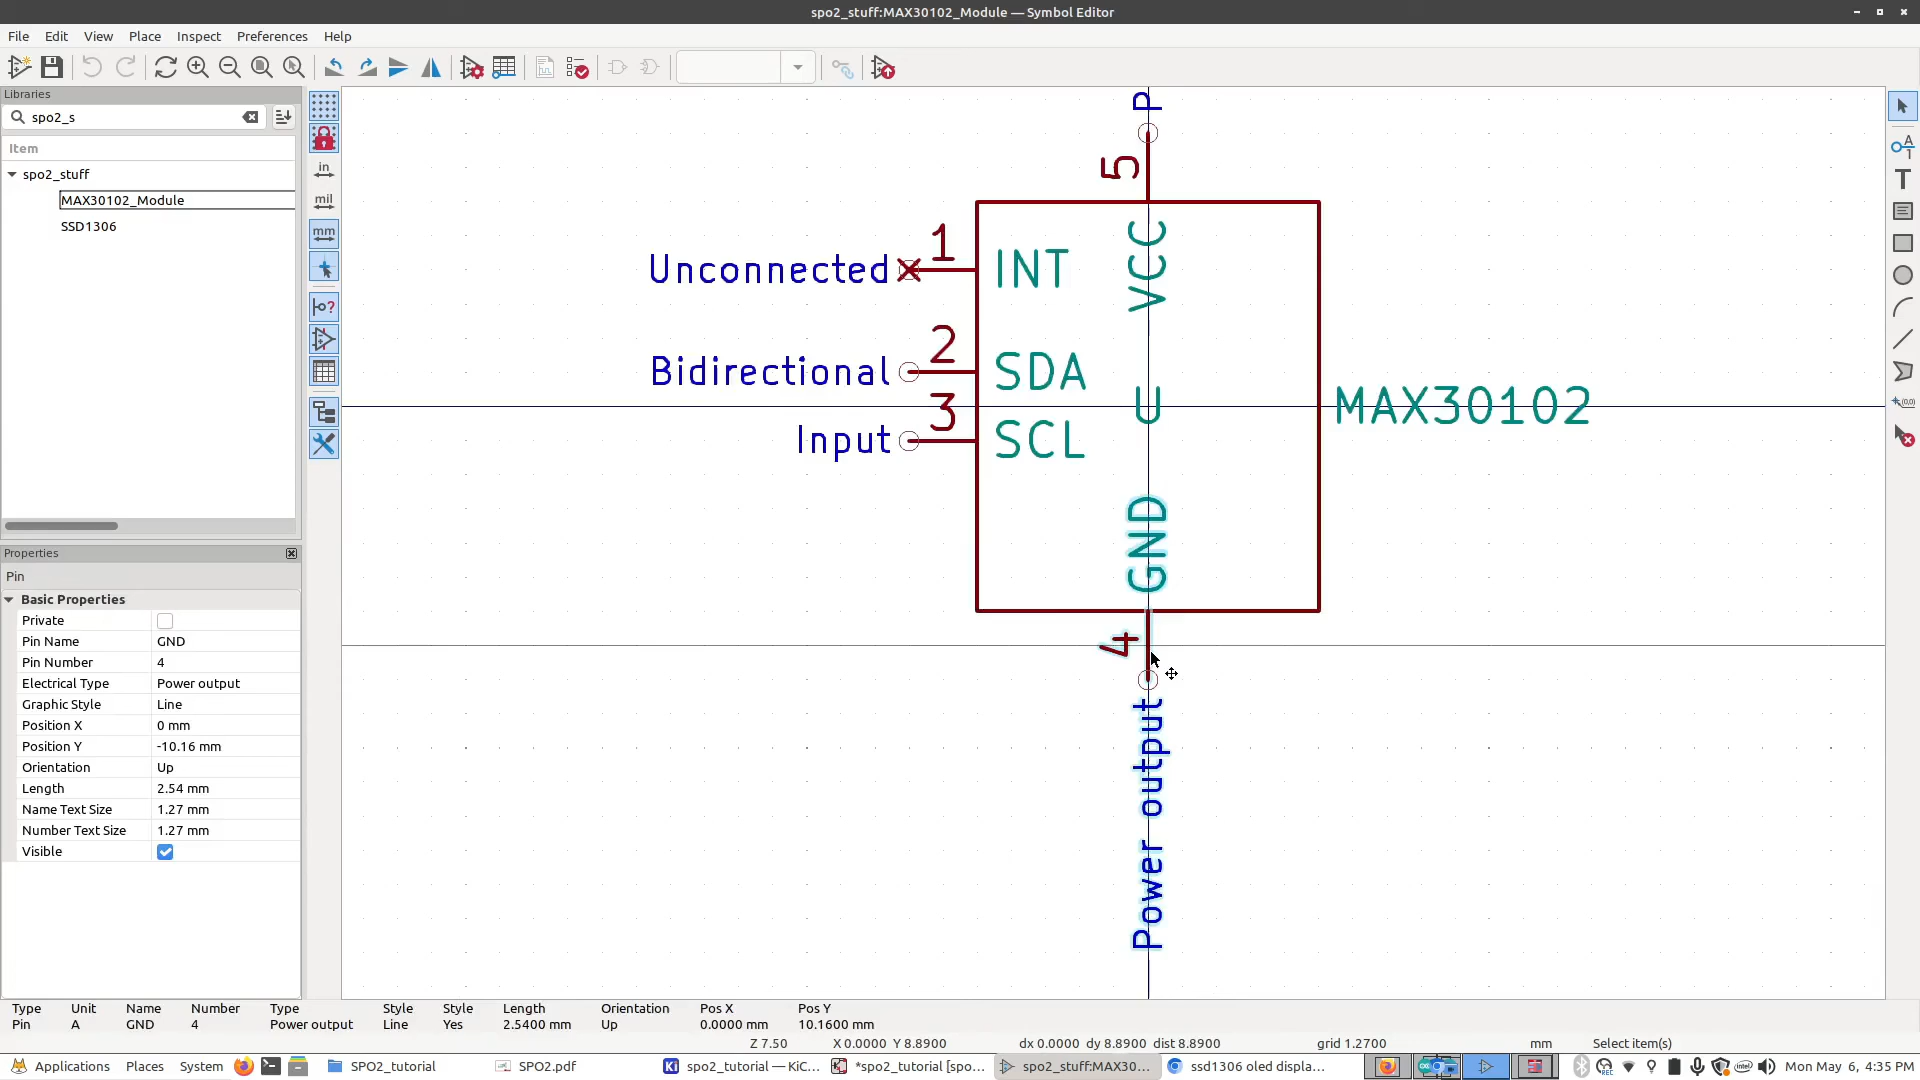 spo2_stuff:MAX30102_Module — Symbol Editor
File Edit View Place Inspect Preferences Help
Libraries
spo2_s
Item
spo2_stuff
MAX30102_Module
SSD1306
in
mil
mm
A
1
T
(0,0)
P
5
Unconnected 1 INT VCC
Bidirectional 2 SDA
3 U MAX30102
Input SCL
GND
4
Power output
Properties
Pin
Basic Properties
Private
Pin Name GND
Pin Number 4
Electrical Type Power output
Graphic Style Line
Position X 0 mm
Position Y -10.16 mm
Orientation Up
Length 2.54 mm
Name Text Size 1.27 mm
Number Text Size 1.27 mm
Visible
Type Unit Name Number Type Style Style Length Orientation Pos X Pos Y
Pin A GND 4 Power output Line Yes 2.5400 mm Up 0.0000 mm 10.1600 mm
Z 7.50 X 0.0000 Y 8.8900 dx 0.0000 dy 8.8900 dist 8.8900 grid 1.2700 mm Select item(s)
Applications Places System SPO2_tutorial SPO2.pdf spo2_tutorial — KiC... *spo2_tutorial [spo... spo2_stuff:MAX30... ssd1306 oled displa... Mon May 6, 4:35 PM